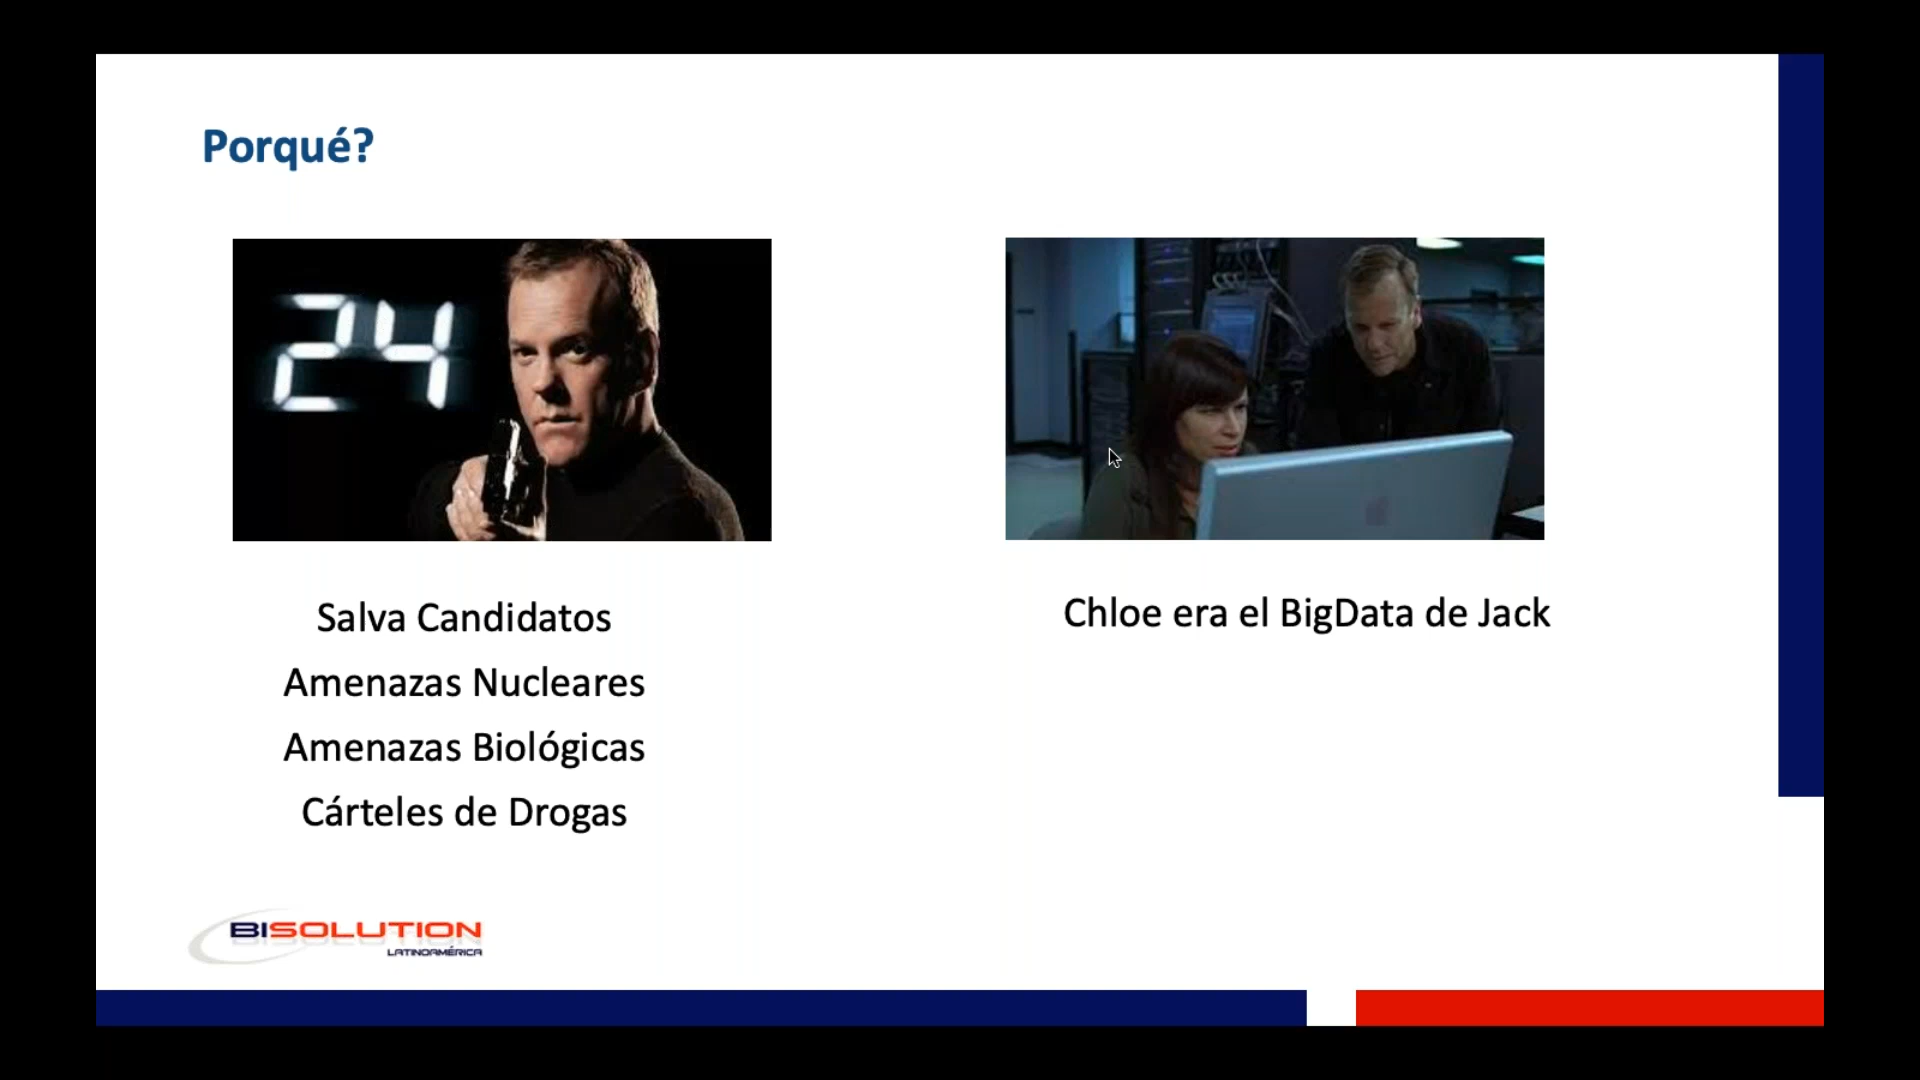 Porqué?
24
Salva Candidatos
Amenazas Nucleares
Amenazas Biológicas
Cárteles de Drogas
Chloe era el BigData de Jack
BISOLUTION
LATINOAMÉRICA